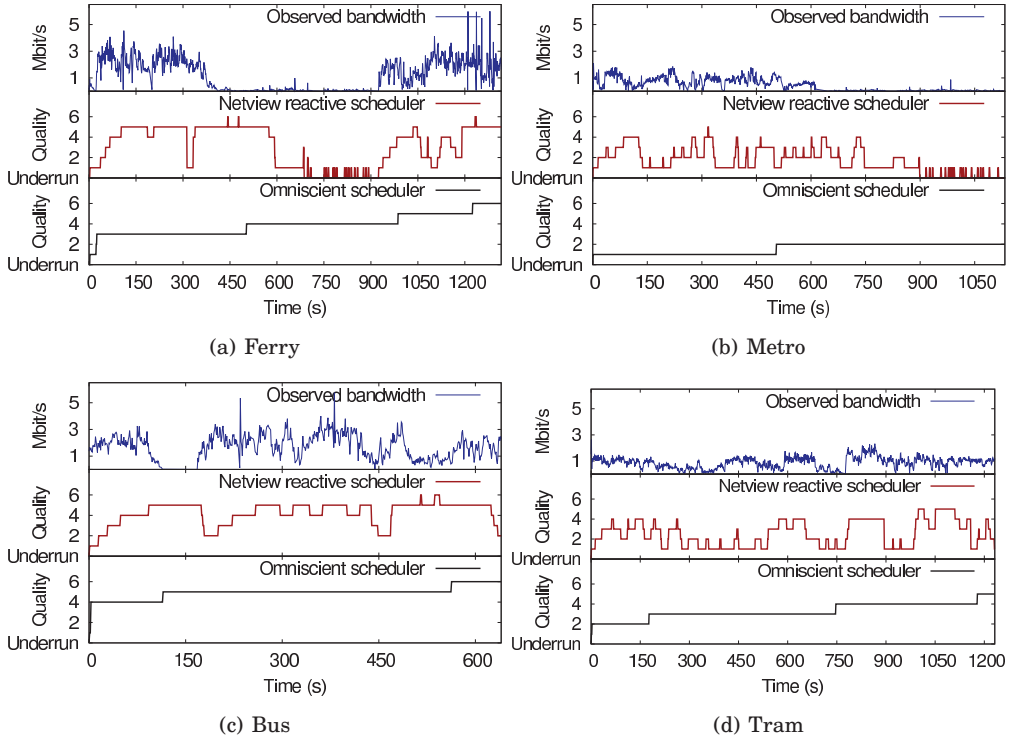 Observed bandwidth
Mbit/s
5
3
1
Netview reactive scheduler
Quality
6
4
2
Underrun
Omniscient scheduler
Quality
6
4
2
Underrun
0 150 300 450 600 750 900 1050 1200
Time (s)
(a) Ferry
Observed bandwidth
Mbit/s
5
3
1
Netview reactive scheduler
Quality
6
4
2
Underrun
Omniscient scheduler
Quality
6
4
2
Underrun
0 150 300 450 600 750 900 1050
Time (s)
(b) Metro
Observed bandwidth
Mbit/s
5
3
1
Netview reactive scheduler
Quality
6
4
2
Underrun
Omniscient scheduler
Quality
6
4
2
Underrun
0 150 300 450 600
Time (s)
(c) Bus
Observed bandwidth
Mbit/s
5
3
1
Netview reactive scheduler
Quality
6
4
2
Underrun
Omniscient scheduler
Quality
6
4
2
Underrun
0 150 300 450 600 750 900 1050 1200
Time (s)
(d) Tram